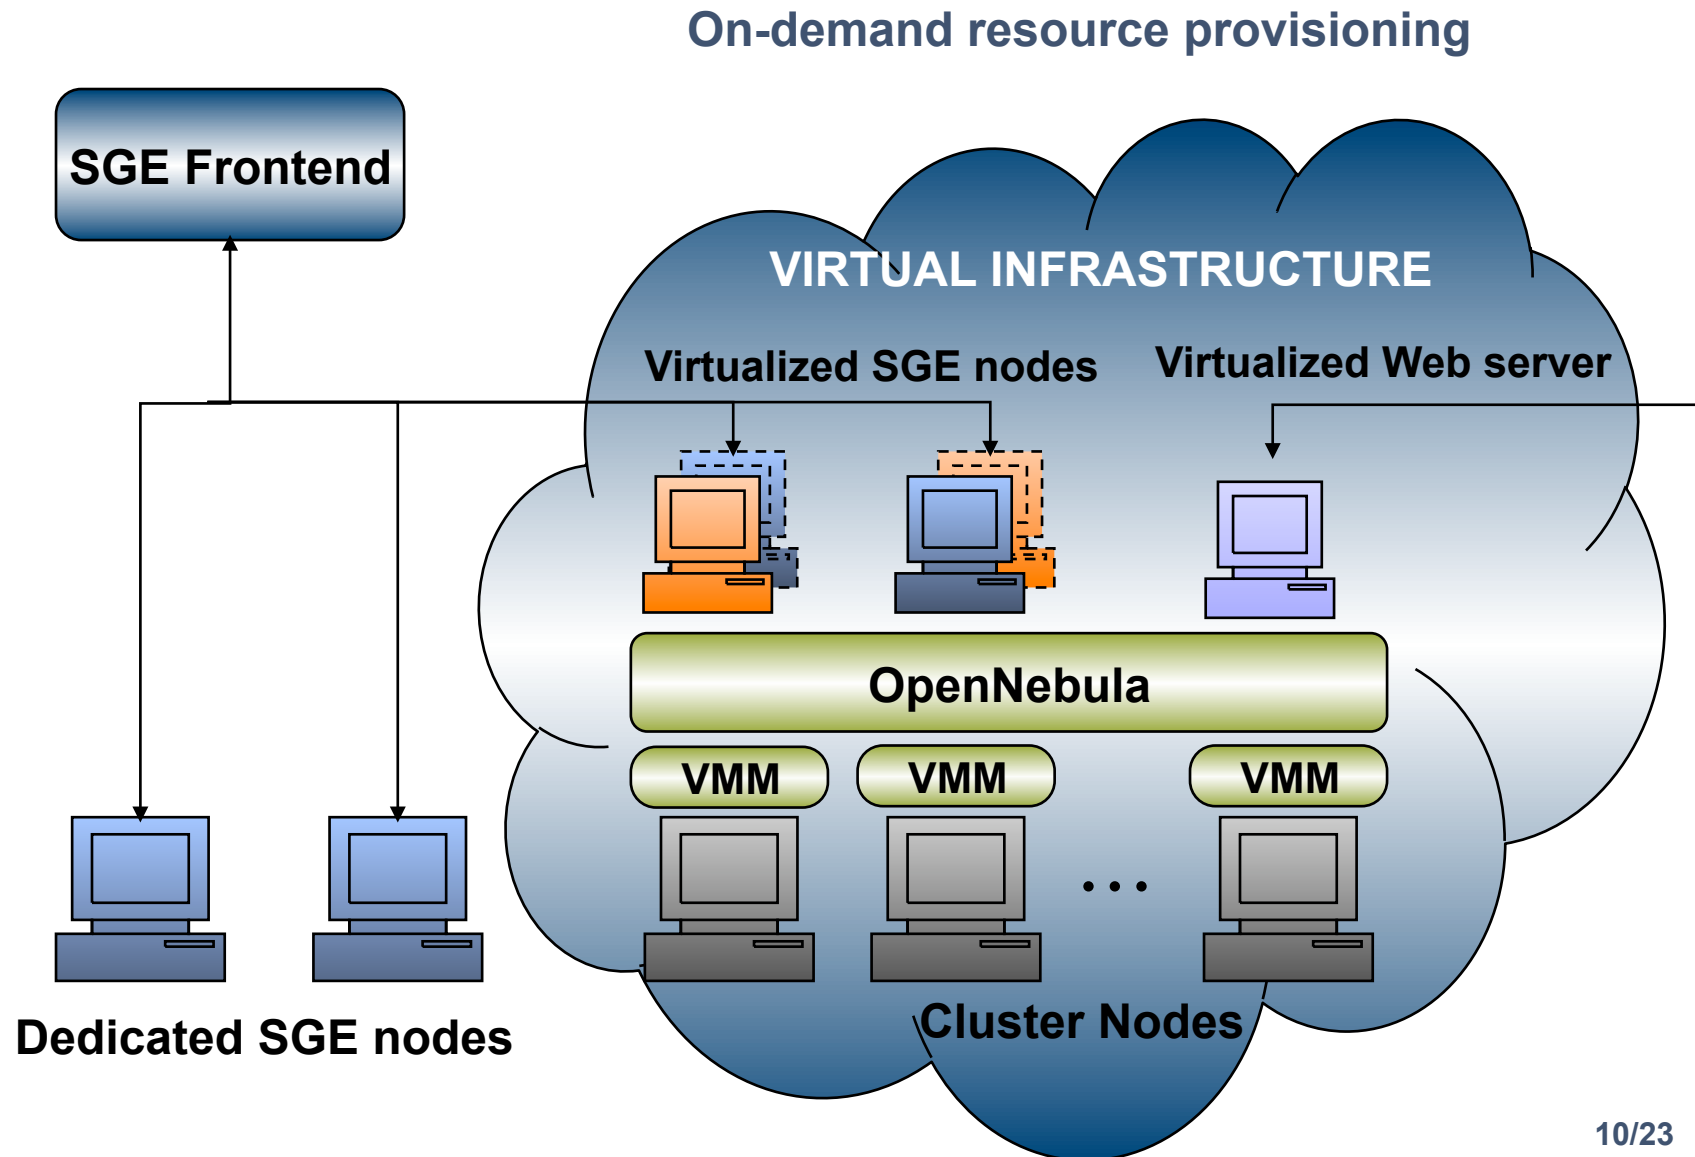 On-demand resource provisioning
SGE Frontend
VIRTUAL INFRASTRUCTURE
Virtualized SGE nodes
Virtualized Web server
OpenNebula
VMM
VMM
VMM
...
Cluster Nodes
Dedicated SGE nodes
10/23